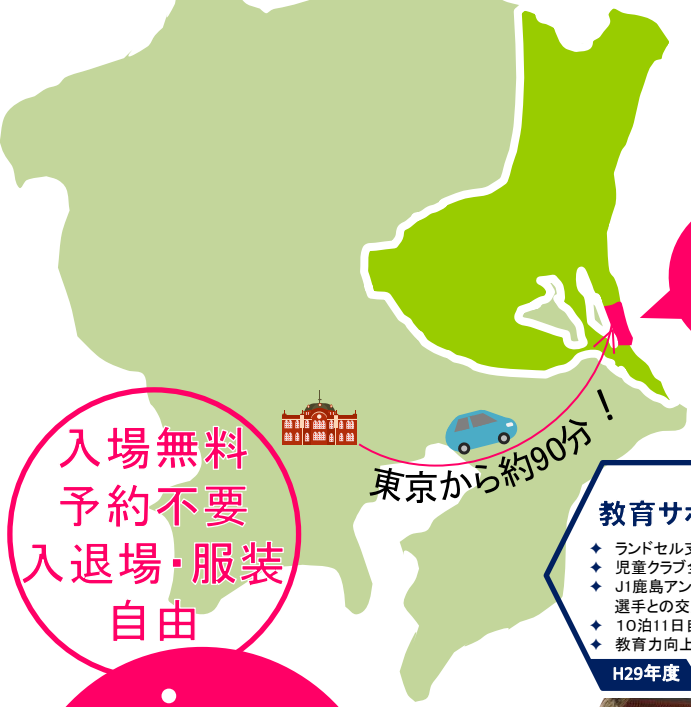 東京から約90分！
入場無料
予約不要
入退場・服装
自由
教育サ
ランドセル
児童クラブ
J1鹿島アン
選手との交
10泊11日
教育力向上
H29年度